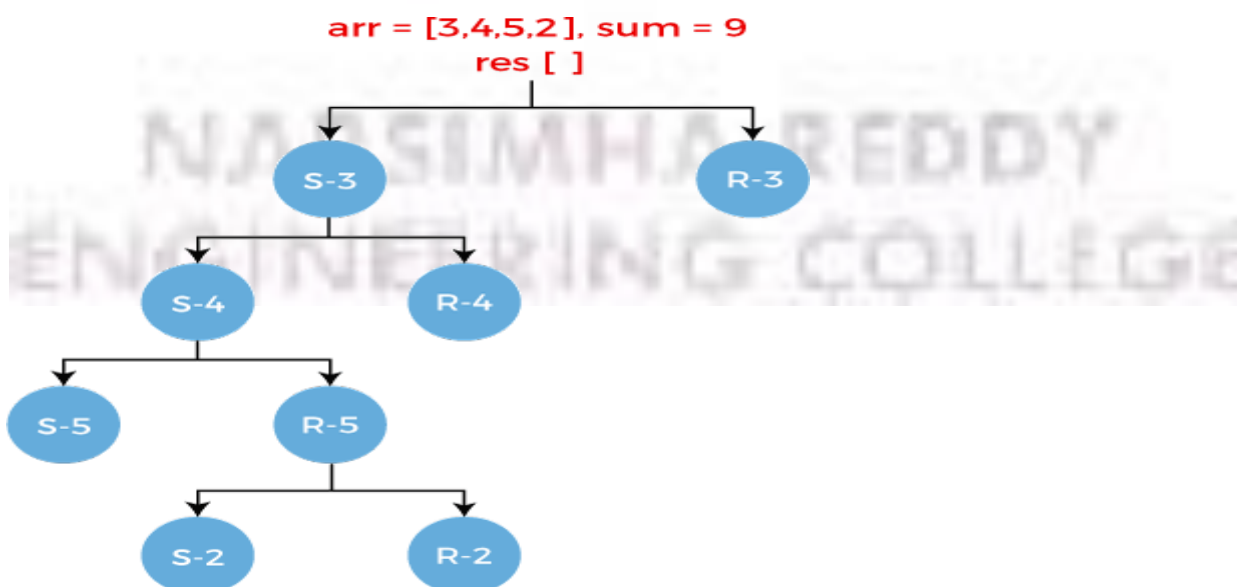 arr = [3,4,5,2], sum = 9
res [ ]
NARSIMHA REDDY
S-3
R-3
ENGINEERING COLLEGE
S-4
R-4
S-5
R-5
S-2
R-2